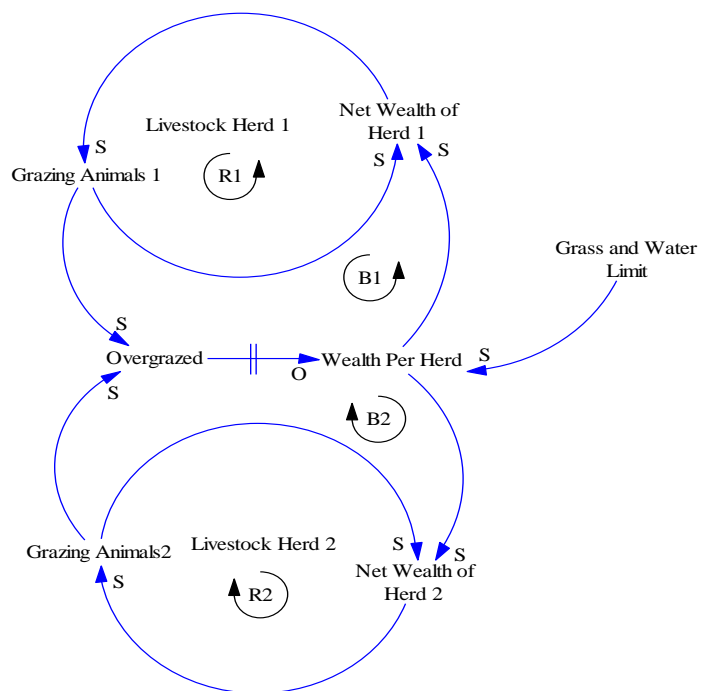 Livestock Herd 1
Net Wealth of
Herd 1
S
S
S
Grazing Animals 1
R1
Grass and Water
Limit
B1
S
Overgrazed
O
Wealth Per Herd
S
S
B2
Grazing Animals2
Livestock Herd 2
S
S
S
Net Wealth of
Herd 2
R2